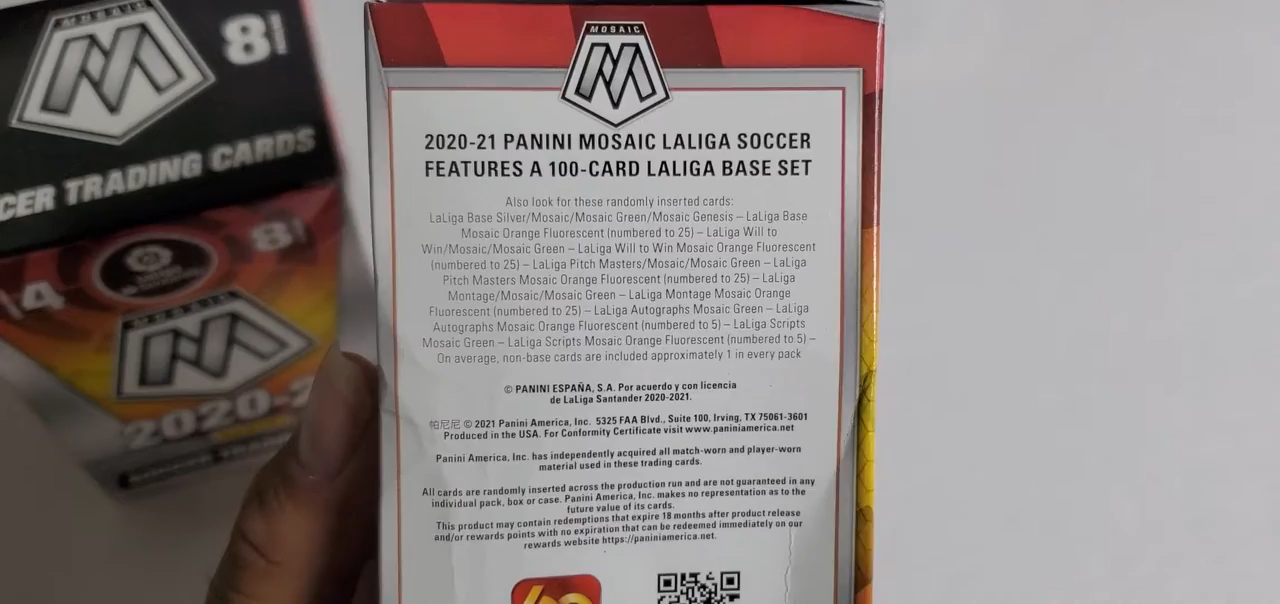 MOSAIC
8
CER TRADING CARDS
4
8
MOSAIC
2020-2
MOSAIC
2020-21 PANINI MOSAIC LALIGA SOCCER
FEATURES A 100-CARD LALIGA BASE SET
Also look for these randomly inserted cards:
LaLiga Base Silver/Mosaic/Mosaic Green/Mosaic Genesis – LaLiga Base
Mosaic Orange Fluorescent (numbered to 25) – LaLiga Will to
Win/Mosaic/Mosaic Green – LaLiga Will to Win Mosaic Orange Fluorescent
(numbered to 25) – LaLiga Pitch Masters/Mosaic/Mosaic Green – LaLiga
Pitch Masters Mosaic Orange Fluorescent (numbered to 25) – LaLiga
Montage/Mosaic/Mosaic Green – LaLiga Montage Mosaic Orange
Fluorescent (numbered to 25) – LaLiga Autographs Mosaic Green – LaLiga
Autographs Mosaic Orange Fluorescent (numbered to 5) – LaLiga Scripts
Mosaic Green – LaLiga Scripts Mosaic Orange Fluorescent (numbered to 5) –
On average, non-base cards are included approximately 1 in every pack
© PANINI ESPAÑA, S.A. Por acuerdo y con licencia
de LaLiga Santander 2020-2021.
帕尼尼 © 2021 Panini America, Inc. 5325 FAA Blvd., Suite 100, Irving, TX 75061-3601
Produced in the USA. For Conformity Certificate visit www.paniniamerica.net
Panini America, Inc. has independently acquired all match-worn and player-worn
material used in these trading cards.
All cards are randomly inserted across the production run and are not guaranteed in any
individual pack, box or case. Panini America, Inc. makes no representation as to the
future value of its cards.
This product may contain redemptions that expire 18 months after product release
and/or rewards points with no expiration that can be redeemed immediately on our
rewards website https://paniniamerica.net.